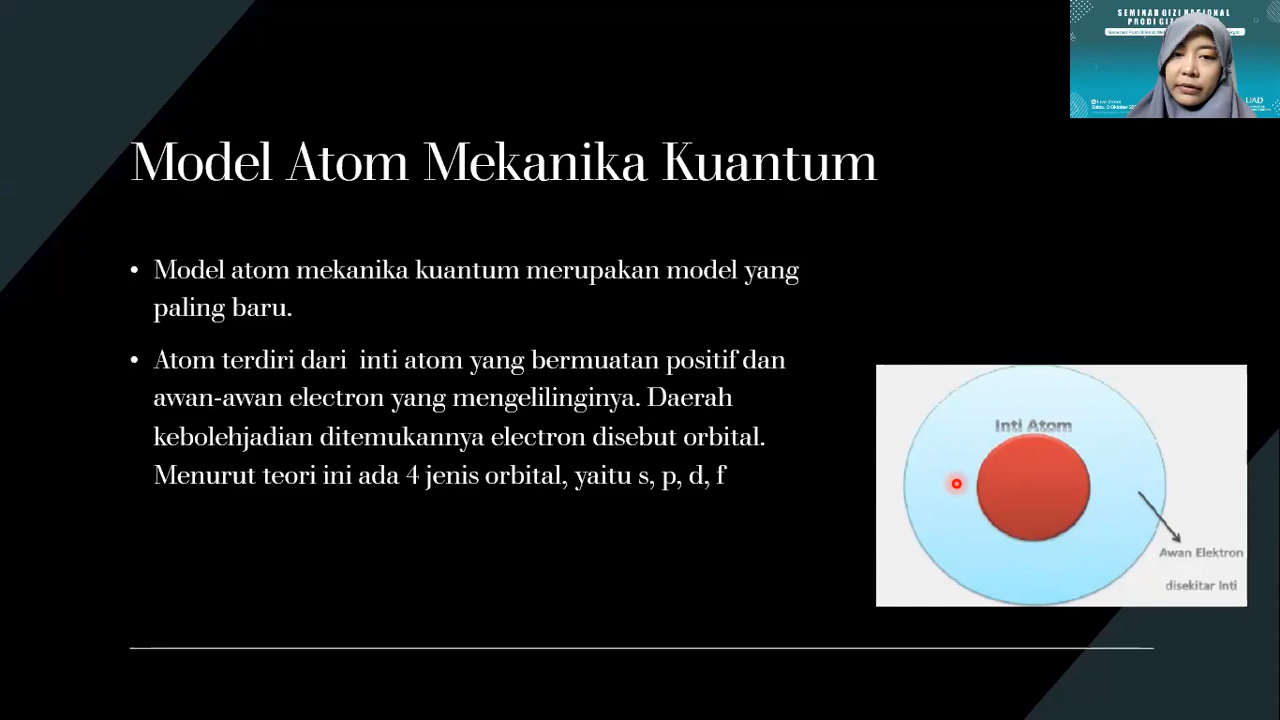 SEMINAR GIZI NASIONAL
PRODI
Model Atom Mekanika Kuantum
• Model atom mekanika kuantum merupakan model yang
paling baru.
• Atom terdiri dari inti atom yang bermuatan positif dan
awan-awan electron yang mengelilinginya. Daerah
kebolehjadian ditemukannya electron disebut orbital.
Menurut teori ini ada 4 jenis orbital, yaitu s, p, d, f
Inti Atom
Awan Elektron
disekitar Inti
UAD